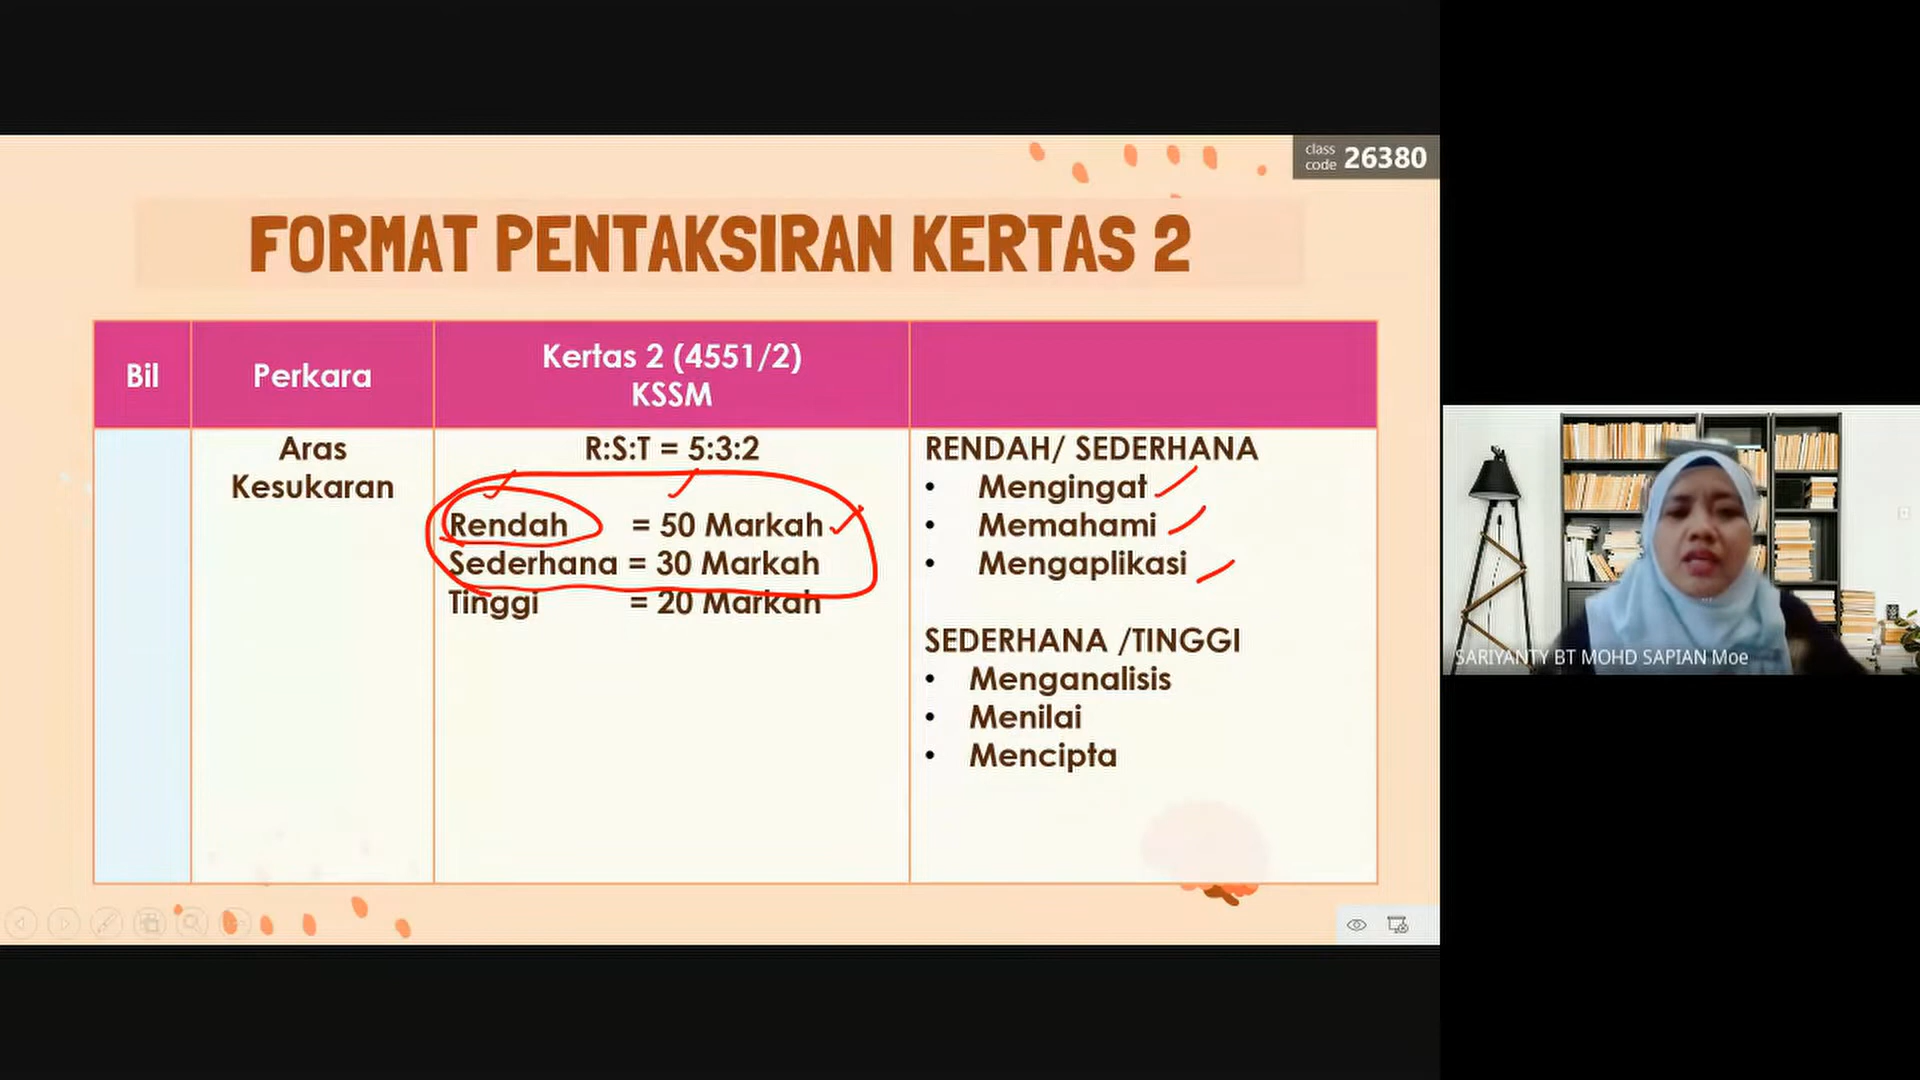 class
code 26380
FORMAT PENTAKSIRAN KERTAS 2
Bil
Perkara
Kertas 2 (4551/2)
KSSM
Aras
Kesukaran
R:S:T = 5:3:2
Rendah = 50 Markah
Sederhana = 30 Markah
Tinggi = 20 Markah
RENDAH/ SEDERHANA
• Mengingat
• Memahami
• Mengaplikasi
SEDERHANA /TINGGI
• Menganalisis
• Menilai
• Mencipta
SARIYANTY BT MOHD SAPIAN Moe